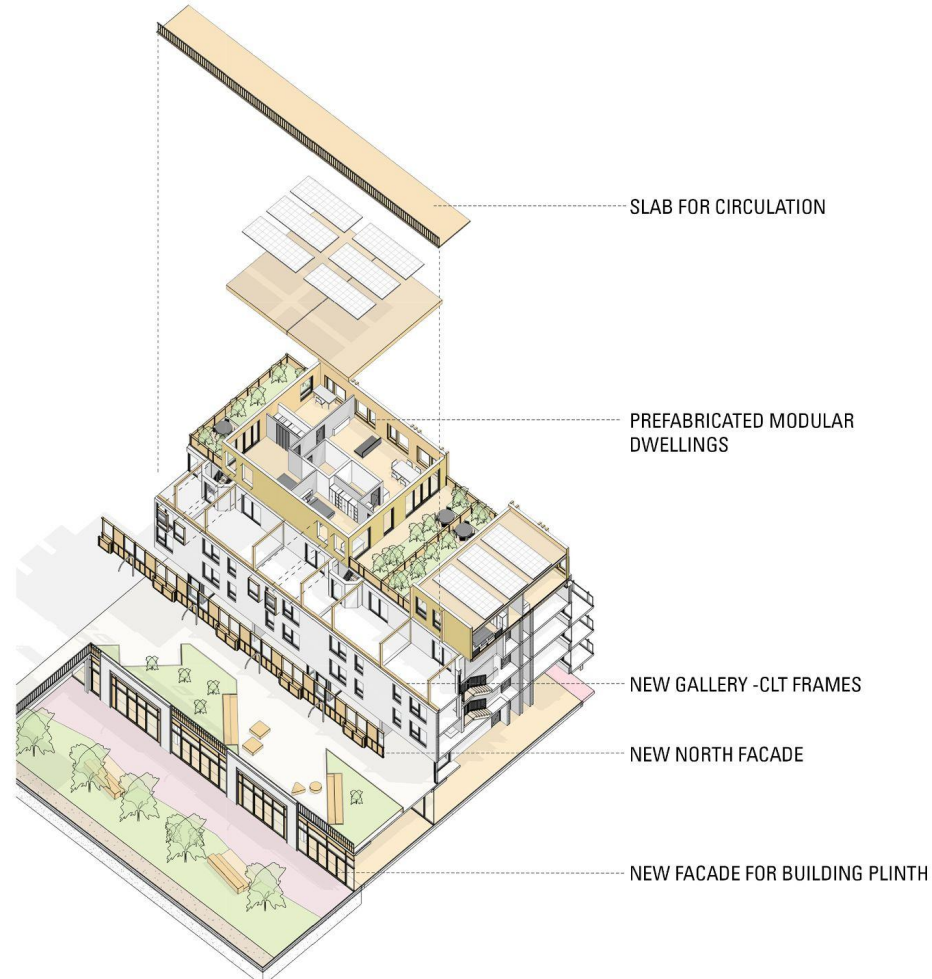 SLAB FOR CIRCULATION
PREFABRICATED MODULAR
DWELLINGS
NEW GALLERY -CLT FRAMES
NEW NORTH FACADE
NEW FACADE FOR BUILDING PLINTH